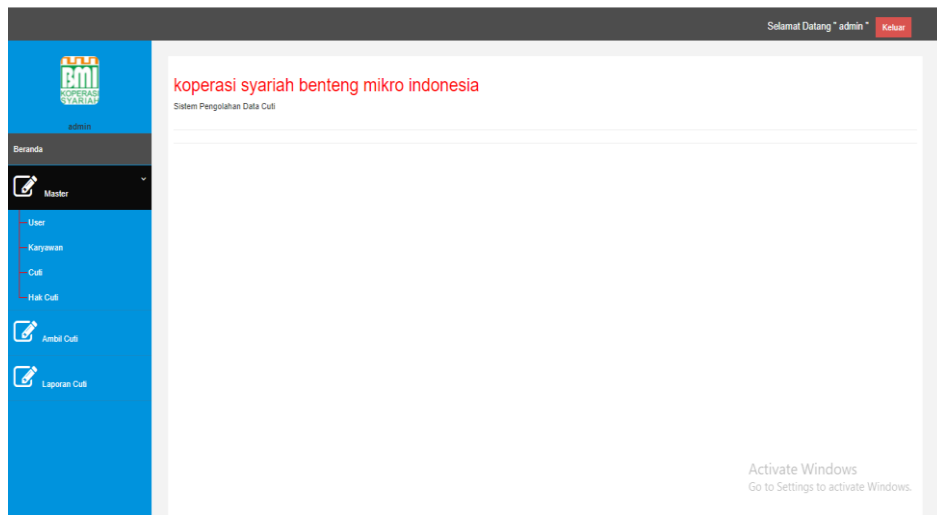 Selamat Datang " admin "
Keluar
BMI
KOPERASI
SYARIAH
admin
koperasi syariah benteng mikro indonesia
Sistem Pengolahan Data Cuti
Beranda
Master
User
Karyawan
Cuti
Hak Cuti
Ambil Cuti
Laporan Cuti
Activate Windows
Go to Settings to activate Windows.